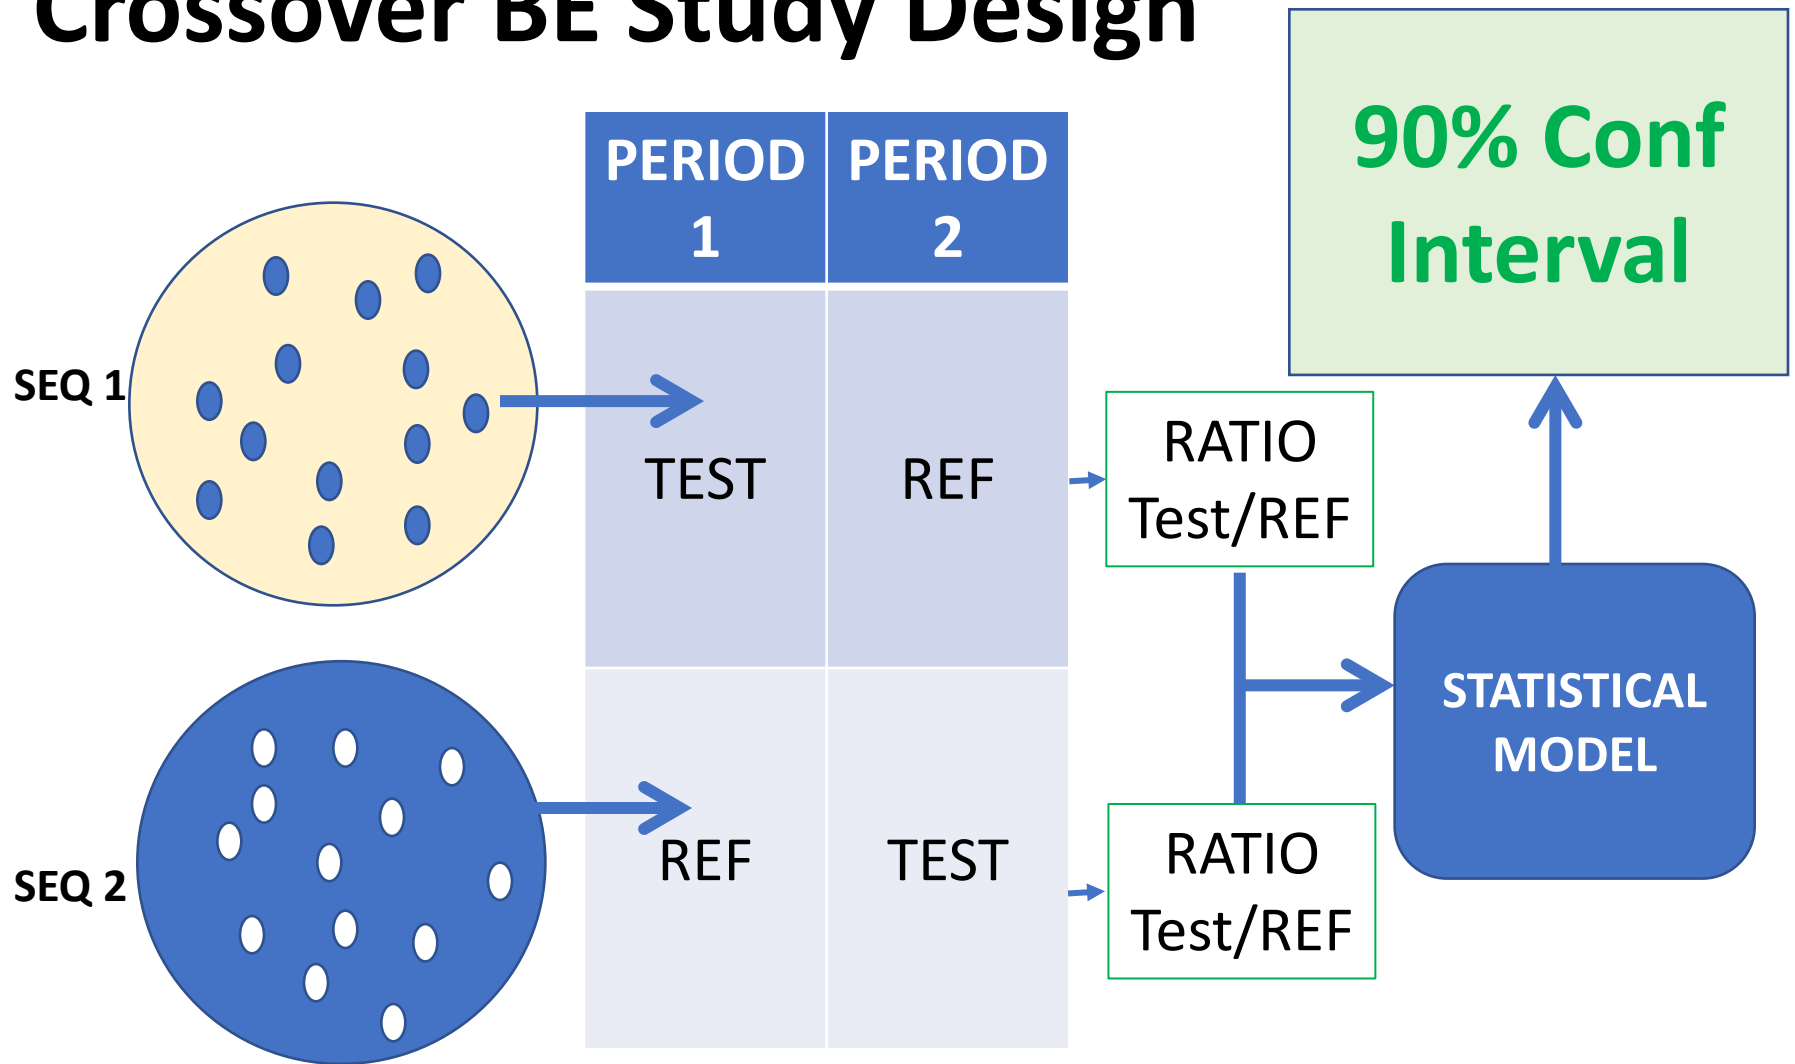 Crossover BE Study Design
90% Conf
Interval
PERIOD
1
PERIOD
2
SEQ 1
TEST
REF
RATIO
Test/REF
STATISTICAL
MODEL
SEQ 2
REF
TEST
RATIO
Test/REF